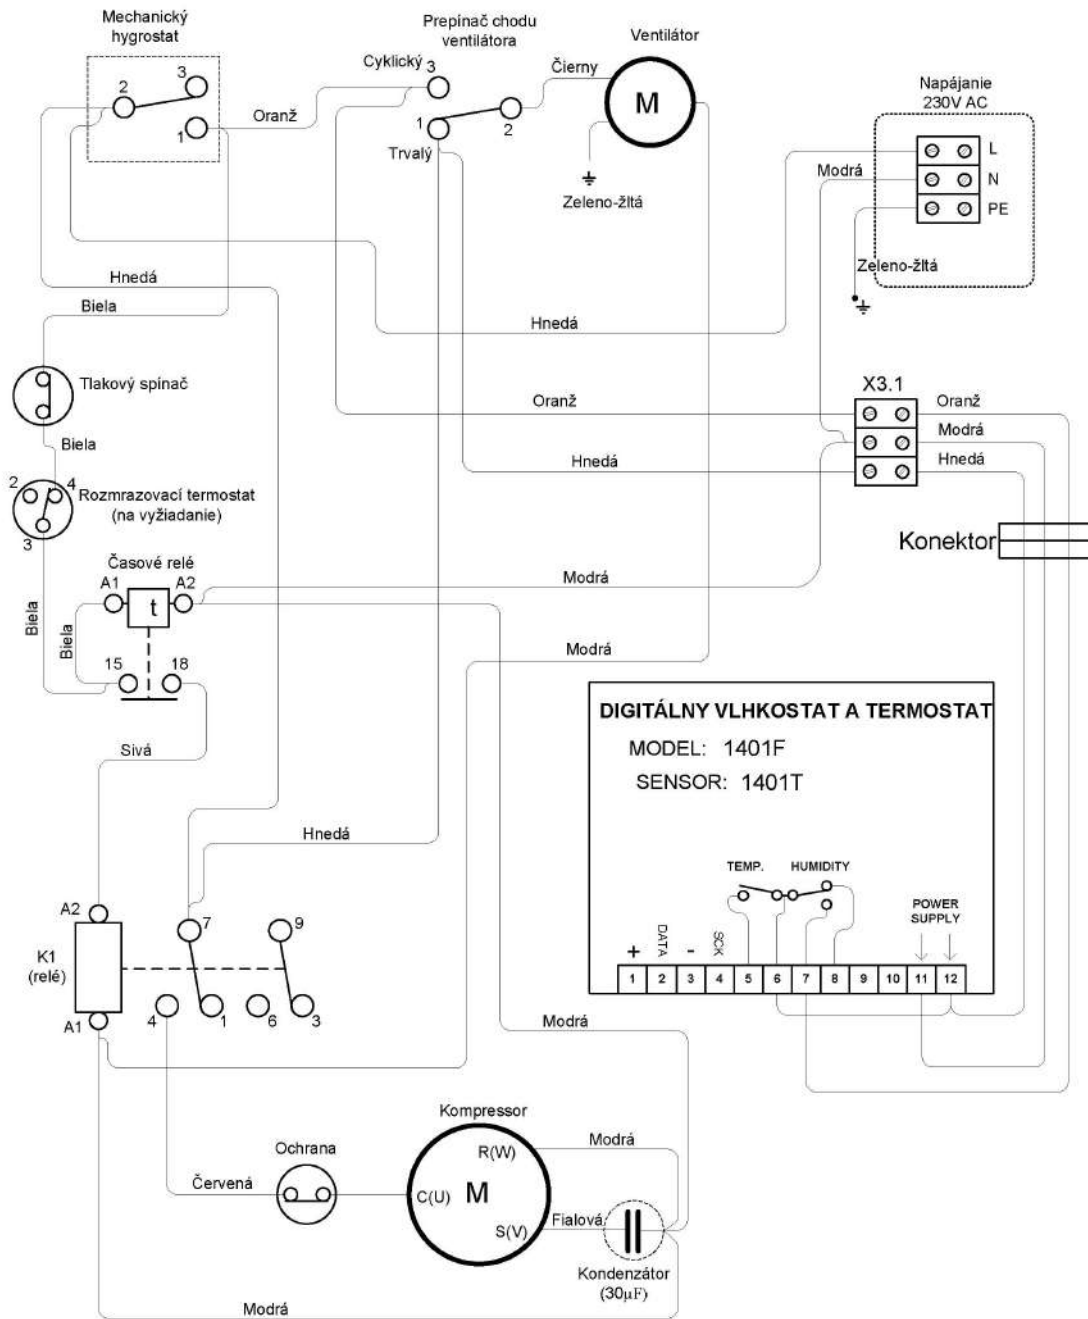 Mechanický
hygrostat
Prepínač chodu
ventilátora
Ventilátor
Cyklický
3
Čierny
Napájanie
230V AC
3
2
1
Oranž
1
2
Trvalý
M
L
Modrá
N
PE
Zeleno-žltá
Zeleno-žltá
Hnedá
Biela
Hnedá
Tlakový spínač
X3.1
Oranž
Oranž
Modrá
Biela
Hnedá
Hnedá
2
4
Rozmrazovací termostat
(na vyžiadanie)
3
Konektor
Časové relé
A1
A2
t
Modrá
Biela
Biela
Modrá
15
18
DIGITÁLNY VLHKOSTAT A TERMOSTAT
MODEL: 1401F
SENSOR: 1401T
Sivá
Hnedá
TEMP.
HUMIDITY
POWER
SUPPLY
A2
7
9
K1
(relé)
+
DATA
-
SCK
1 2 3 4 5 6 7 8 9 10 11 12
4
1
6
3
A1
Modrá
Kompressor
Ochrana
R(W)
Modrá
Červená
C(U)
M
S(V)
Fialová
Kondenzátor
(30µF)
Modrá